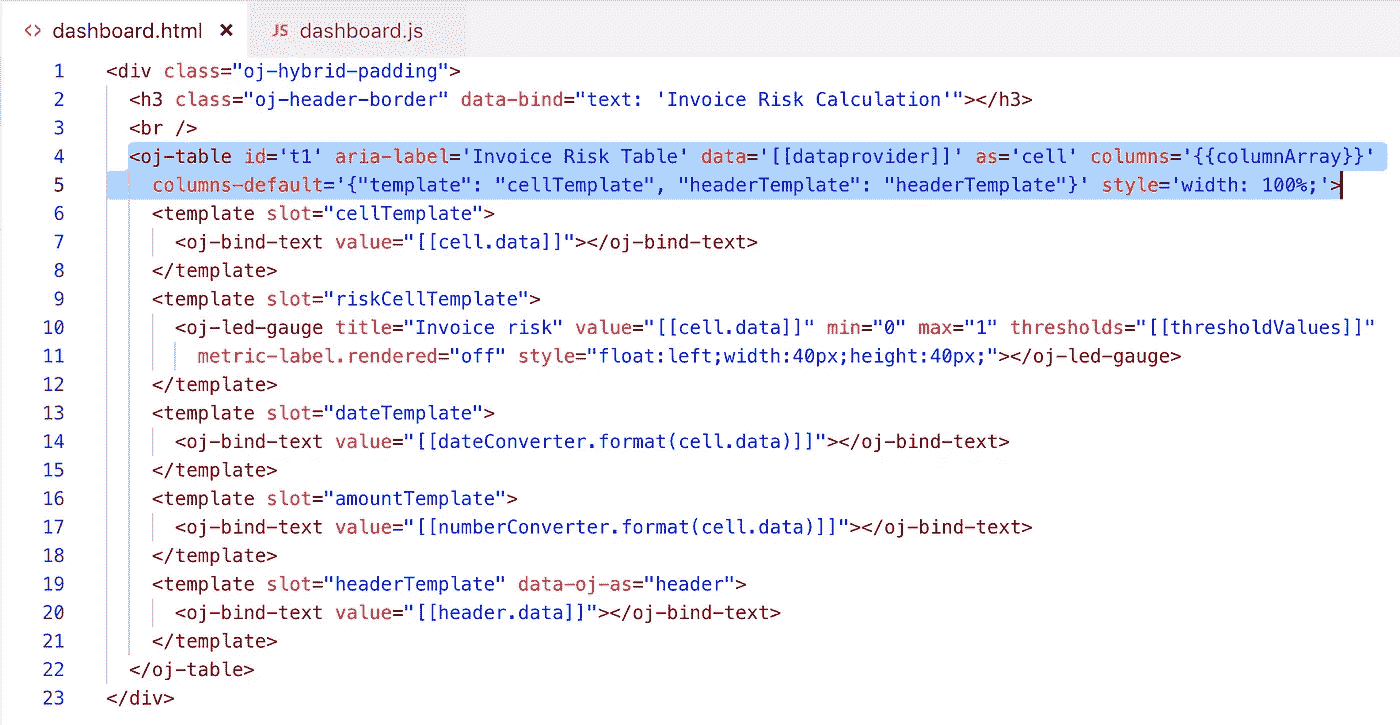 <> dashboard.html × JS dashboard.js
1 <div class="oj-hybrid-padding">
2 <h3 class="oj-header-border" data-bind="text: 'Invoice Risk Calculation'"></h3>
3 <br />
4 <oj-table id='t1' aria-label='Invoice Risk Table' data='[[dataprovider]]' as='cell' columns='{{columnArray}}'
5 columns-default='{"template": "cellTemplate", "headerTemplate": "headerTemplate"}' style='width: 100%;'>
6 <template slot="cellTemplate">
7 <oj-bind-text value="[[cell.data]]"></oj-bind-text>
8 </template>
9 <template slot="riskCellTemplate">
10 <oj-led-gauge title="Invoice risk" value="[[cell.data]]" min="0" max="1" thresholds="[[thresholdValues]]"
11 metric-label.rendered="off" style="float:left;width:40px;height:40px;"></oj-led-gauge>
12 </template>
13 <template slot="dateTemplate">
14 <oj-bind-text value="[[dateConverter.format(cell.data)]]"></oj-bind-text>
15 </template>
16 <template slot="amountTemplate">
17 <oj-bind-text value="[[numberConverter.format(cell.data)]]"></oj-bind-text>
18 </template>
19 <template slot="headerTemplate" data-oj-as="header">
20 <oj-bind-text value="[[header.data]]"></oj-bind-text>
21 </template>
22 </oj-table>
23 </div>